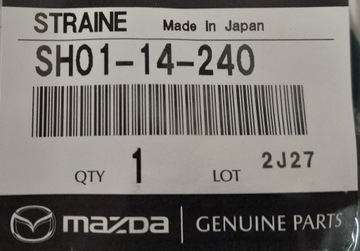 STRAINE Made In Japan
SH01-14-240
QTY 1 LOT 2J27
mazda GENUINE PARTS